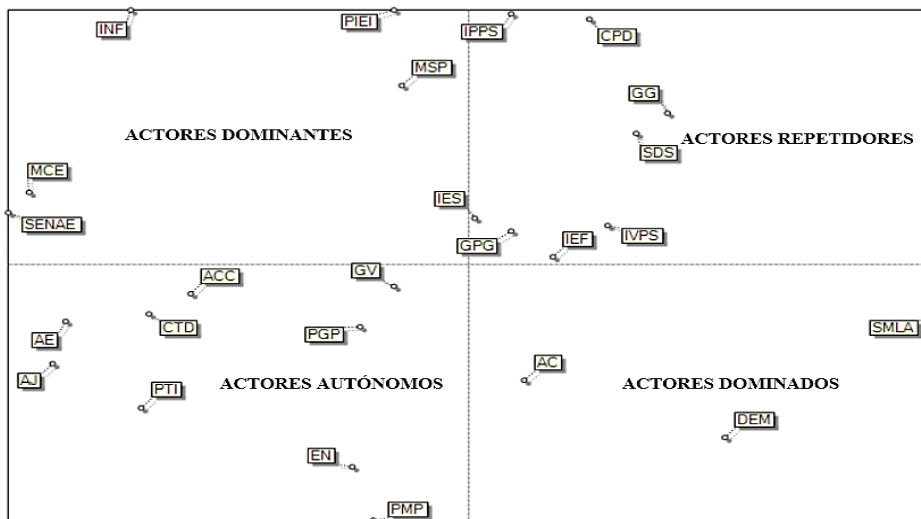 INF
PIEI
IPPS
CPD
MSP
GG
ACTORES DOMINANTES
ACTORES REPETIDORES
SDS
MCE
IES
SENAE
GPG
IEF
IVPS
ACC
GV
CTD
PGP
SMLA
AE
AC
AJ
PTI
ACTORES AUTÓNOMOS
ACTORES DOMINADOS
DEM
EN
PMP